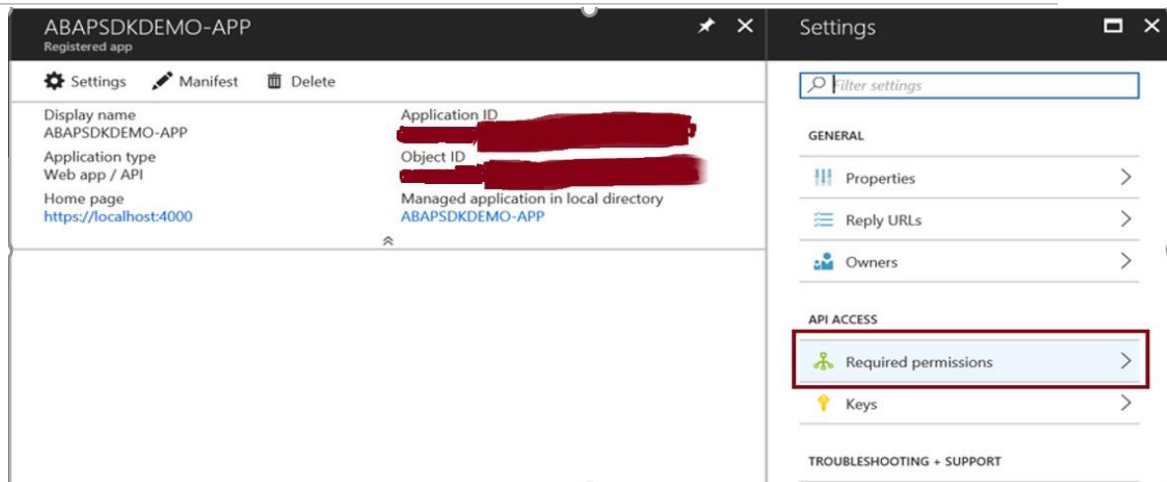 ABAPSDKDEMO-APP
Registered app
Settings Manifest Delete
Display name
ABAPSDKDEMO-APP
Application type
Web app / API
Home page
https://localhost:4000
Application ID
Object ID
Managed application in local directory
ABAPSDKDEMO-APP
Settings
Filter settings
GENERAL
Properties
Reply URLs
Owners
API ACCESS
Required permissions
Keys
TROUBLESHOOTING + SUPPORT